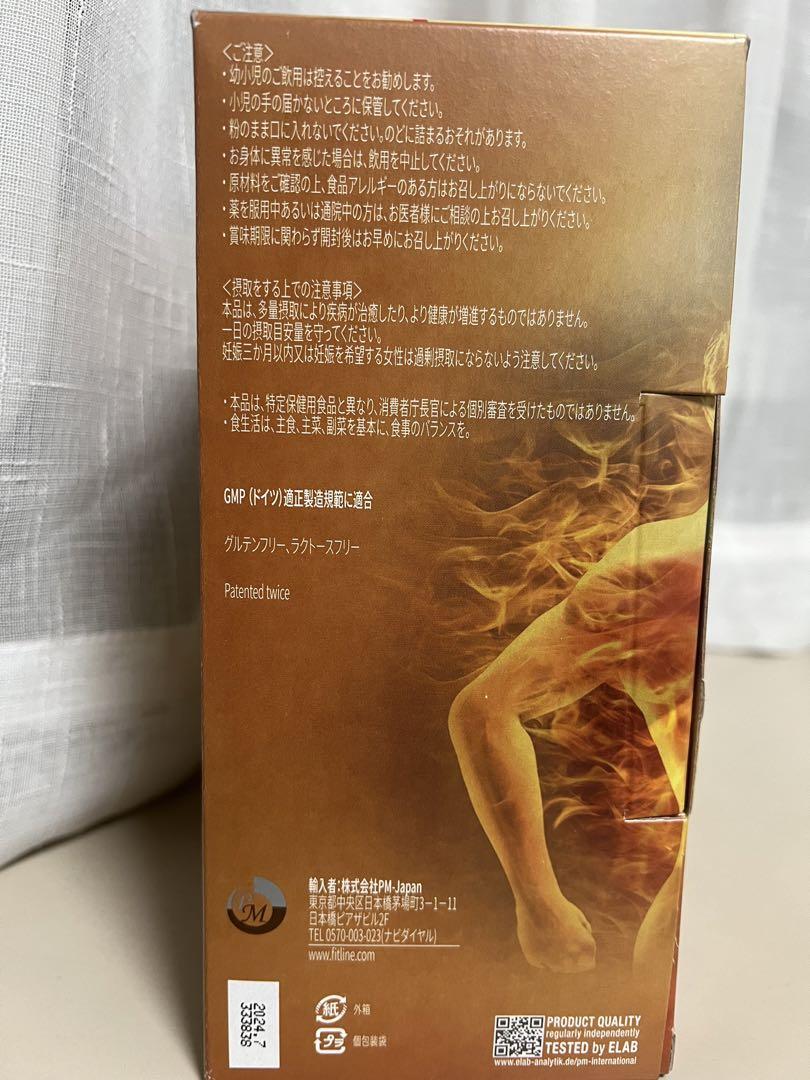 〈ご注意〉
・幼小児のご飲用は控えることをお勧めします。
・小児の手の届かないところに保管してください。
・粉のまま口に入れないでください。のどに詰まるおそれがあります。
・お身体に異常を感じた場合は、飲用を中止してください。
・原材料をご確認の上、食品アレルギーのある方はお召し上がりにならないでください。
・薬を服用中あるいは通院中の方は、お医者様にご相談の上お召し上がりください。
・賞味期限に関わらず開封後はお早めにお召し上がりください。
〈摂取をする上での注意事項〉
本品は、多量摂取により疾病が治癒したり、より健康が増進するものではありません。
一日の摂取目安量を守ってください。
妊娠三か月以内又は妊娠を希望する女性は過剰摂取にならないよう注意してください。
・本品は、特定保健用食品と異なり、消費者庁長官による個別審査を受けたものではありません。
・食生活は、主食、主菜、副菜を基本に、食事のバランスを。
GMP（ドイツ）適正製造規範に適合
グルテンフリー、ラクトースフリー
Patented twice
PM
輸入者：株式会社PM-Japan
東京都中央区日本橋茅場町3-1-11
日本橋ピアザビル2F
TEL 0570-003-023(ナビダイヤル)
www.fitline.com
2024.7
333838
紙 外箱
プラ 個包装袋
PRODUCT QUALITY
regularly independently
TESTED by ELAB
www.elab-analytik.de/pm-international